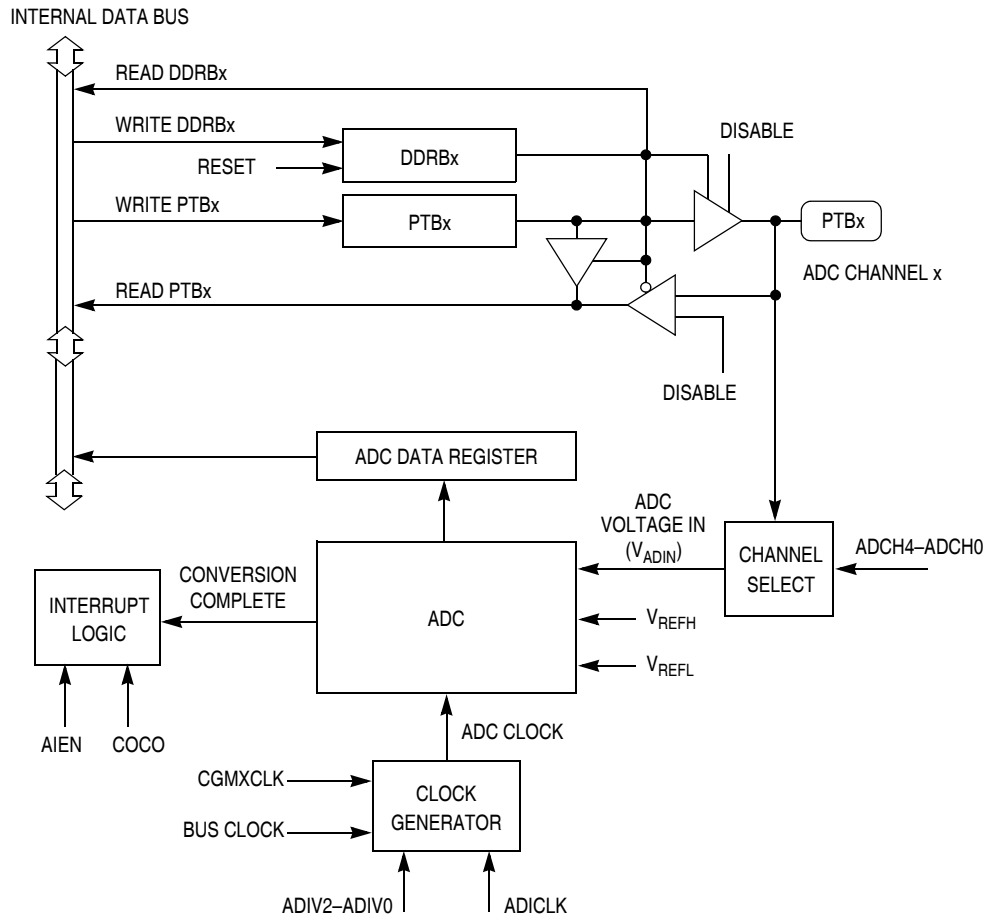 INTERNAL DATA BUS
READ DDRBx
WRITE DDRBx
DISABLE
DDRBx
RESET
WRITE PTBx
PTBx
PTBx
ADC CHANNEL x
READ PTBx
DISABLE
ADC DATA REGISTER
ADC
VOLTAGE IN
(VADIN)
CHANNEL
SELECT
ADCH4–ADCH0
CONVERSION
COMPLETE
INTERRUPT
LOGIC
ADC
VREFH
VREFL
AIEN
COCO
ADC CLOCK
CGMXCLK
CLOCK
GENERATOR
BUS CLOCK
ADIV2–ADIV0
ADICLK